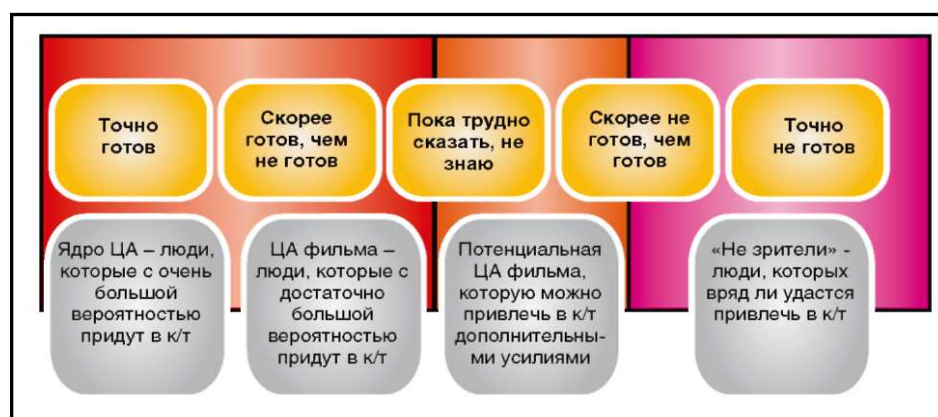 Точно
готов
Скорее
готов, чем
не готов
Пока трудно
сказать, не
знаю
Скорее не
готов, чем
готов
Точно
не готов
Ядро ЦА – люди,
которые с очень
большой
вероятностью
придут в к/т
ЦА фильма –
люди, которые с
достаточно
большой
вероятностью
придут в к/т
Потенциальная
ЦА фильма,
которую можно
привлечь в к/т
дополнительны-
ми усилиями
«Не зрители» -
люди, которых
вряд ли удастся
привлечь в к/т